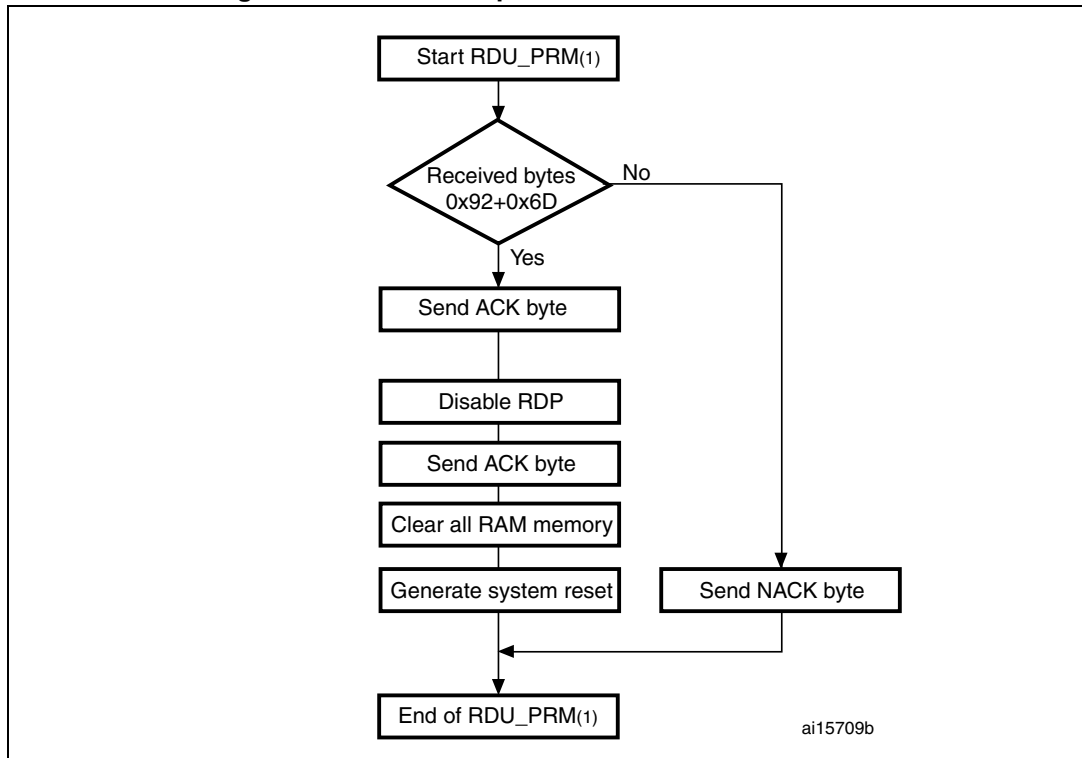 Start RDU_PRM(1)
Received bytes
0x92+0x6D
No
Yes
Send ACK byte
Disable RDP
Send ACK byte
Clear all RAM memory
Generate system reset
Send NACK byte
End of RDU_PRM(1)
ai15709b